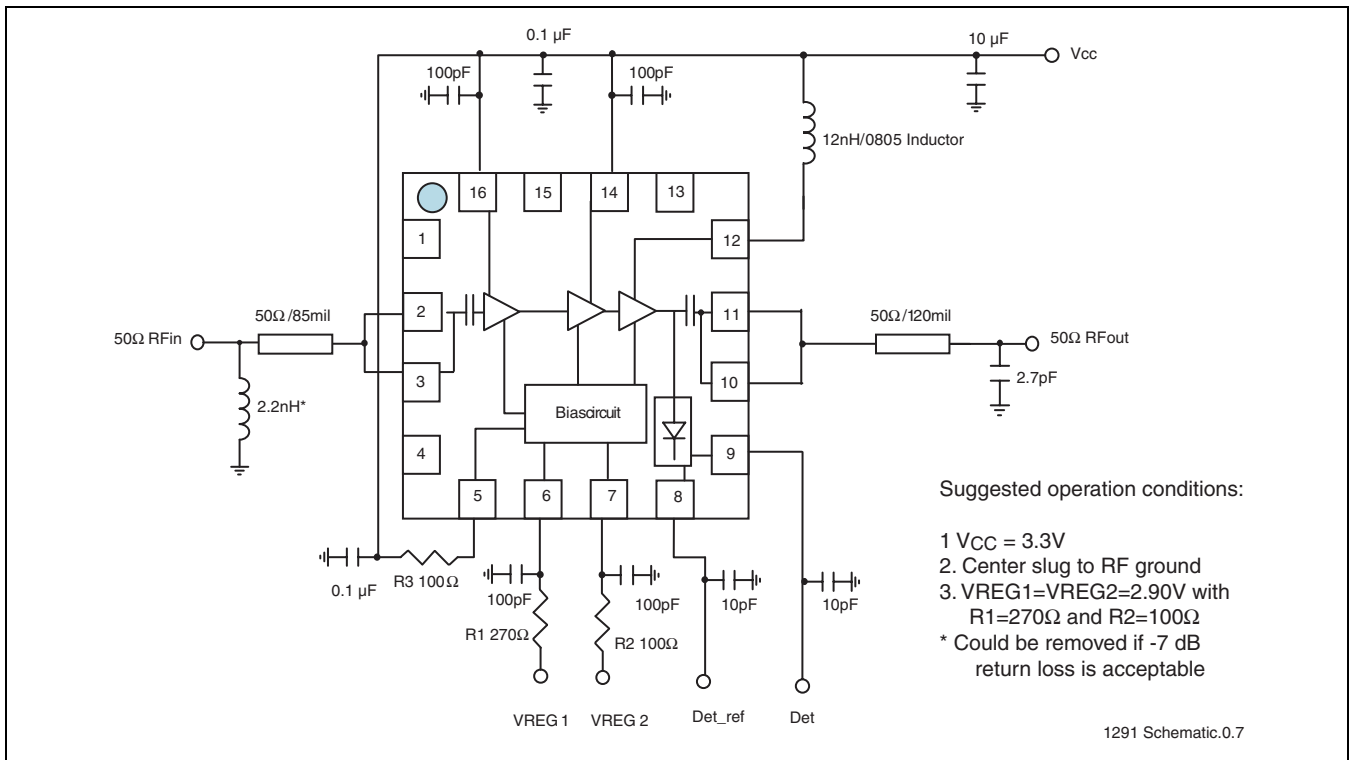 0.1 µF
10 µF
Vcc
100pF
100pF
12nH/0805 Inductor
16
15
14
13
1
12
50Ω/85mil
2
11
50Ω/120mil
50Ω RFin
50Ω RFout
3
10
2.7pF
2.2nH*
Biascircuit
4
9
5
6
7
8
Suggested operation conditions:
1 VCC = 3.3V
2. Center slug to RF ground
3. VREG1=VREG2=2.90V with
R1=270Ω and R2=100Ω
* Could be removed if -7 dB
return loss is acceptable
R3 100Ω
0.1 µF
100pF
100pF
10pF
10pF
R1 270Ω
R2 100Ω
VREG 1
VREG 2
Det_ref
Det
1291 Schematic.0.7